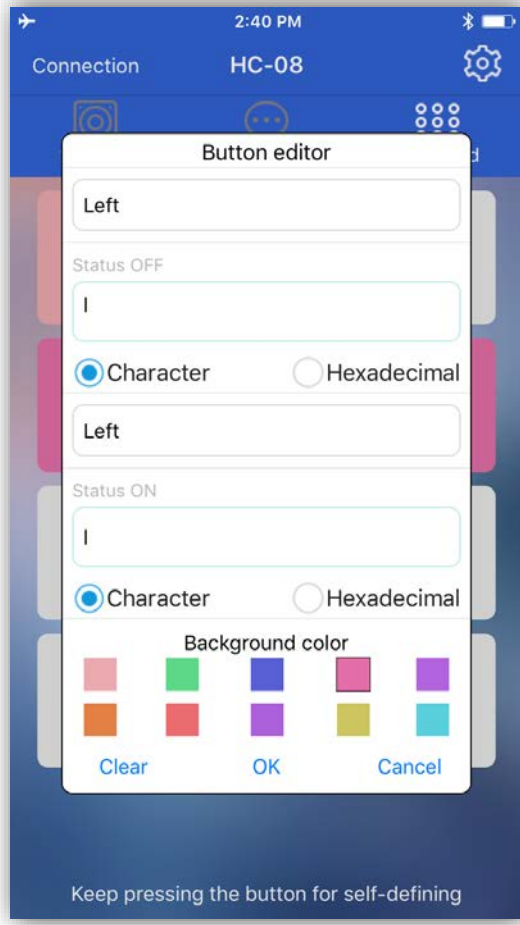 2:40 PM
Connection HC-08
Button editor
Left
Status OFF
l
Character Hexadecimal
Left
Status ON
l
Character Hexadecimal
Background color
Clear OK Cancel
Keep pressing the button for self-defining